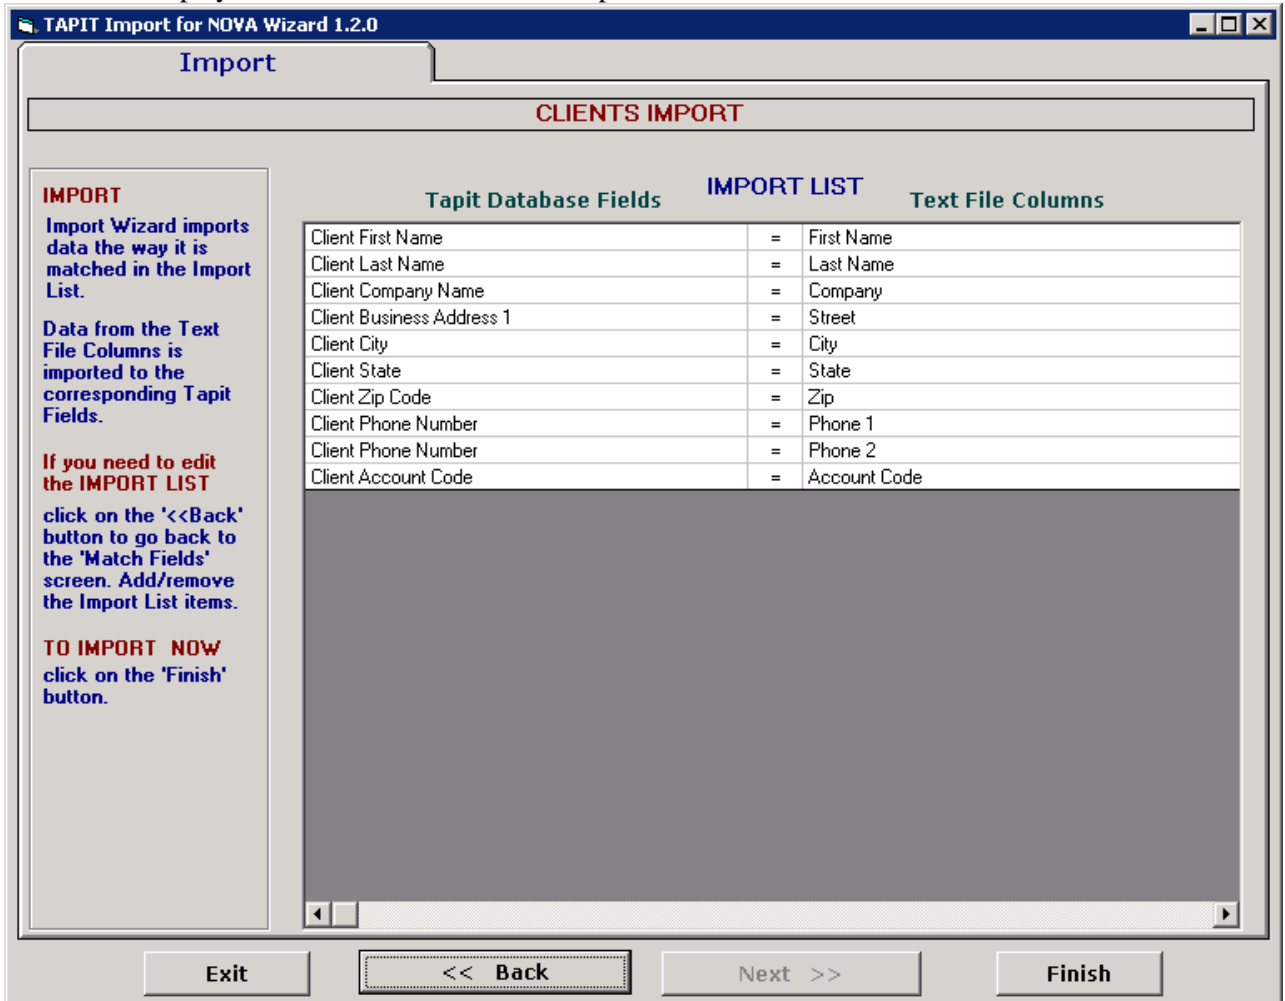 TAPIT Import for NOVA Wizard 1.2.0
Import
CLIENTS IMPORT
IMPORT
Import Wizard imports
data the way it is
matched in the Import
List.
Data from the Text
File Columns is
imported to the
corresponding Tapit
Fields.
If you need to edit
the IMPORT LIST
click on the '<<Back'
button to go back to
the 'Match Fields'
screen. Add/remove
the Import List items.
TO IMPORT NOW
click on the 'Finish'
button.
Tapit Database Fields IMPORT LIST Text File Columns
Client First Name = First Name
Client Last Name = Last Name
Client Company Name = Company
Client Business Address 1 = Street
Client City = City
Client State = State
Client Zip Code = Zip
Client Phone Number = Phone 1
Client Phone Number = Phone 2
Client Account Code = Account Code
Exit << Back Next >> Finish